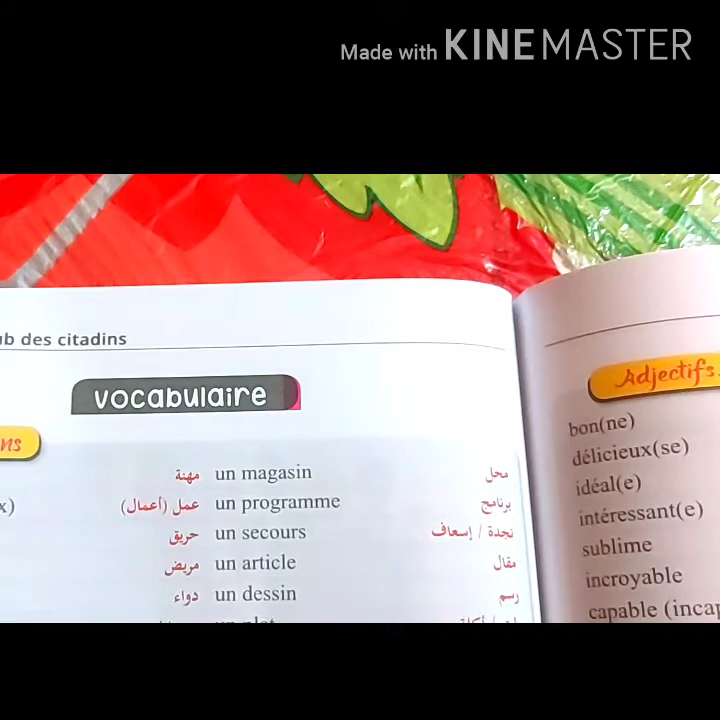 Made with KINEMASTER
ub des citadins
vocabulaire
ns
مهنة un magasin محل
x) عمل (أعمال) un programme برنامج
حريق un secours نجدة / إسعاف
مريض un article مقال
دواء un dessin رسم
un plat
Adjectifs
bon(ne)
délicieux(se)
idéal(e)
intéressant(e)
sublime
incroyable
capable (incap